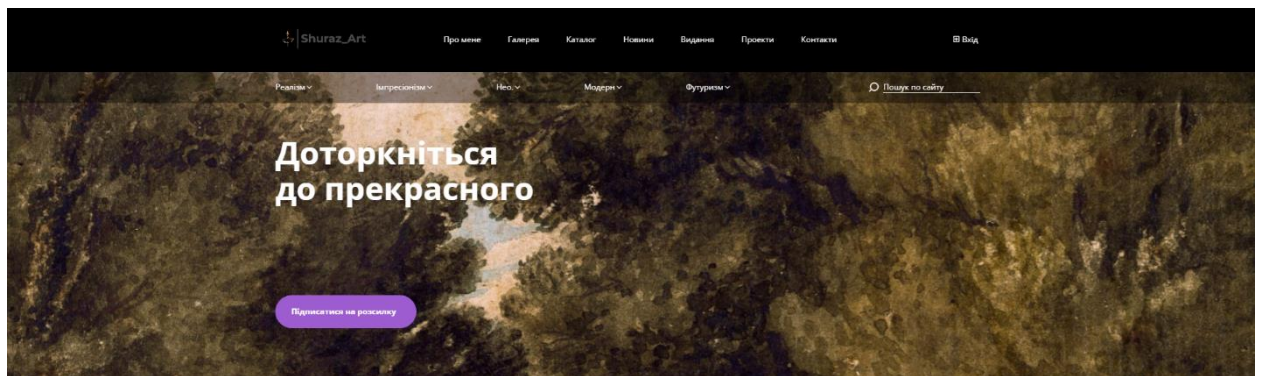 Shuraz_Art
Про мене Галерея Каталог Новини Видання Проекти Контакти Вхід
Реалізм Імпресіонізм Нео. Модерн Футуризм Пошук по сайту
Доторкніться
до прекрасного
Підписатися на розсилку